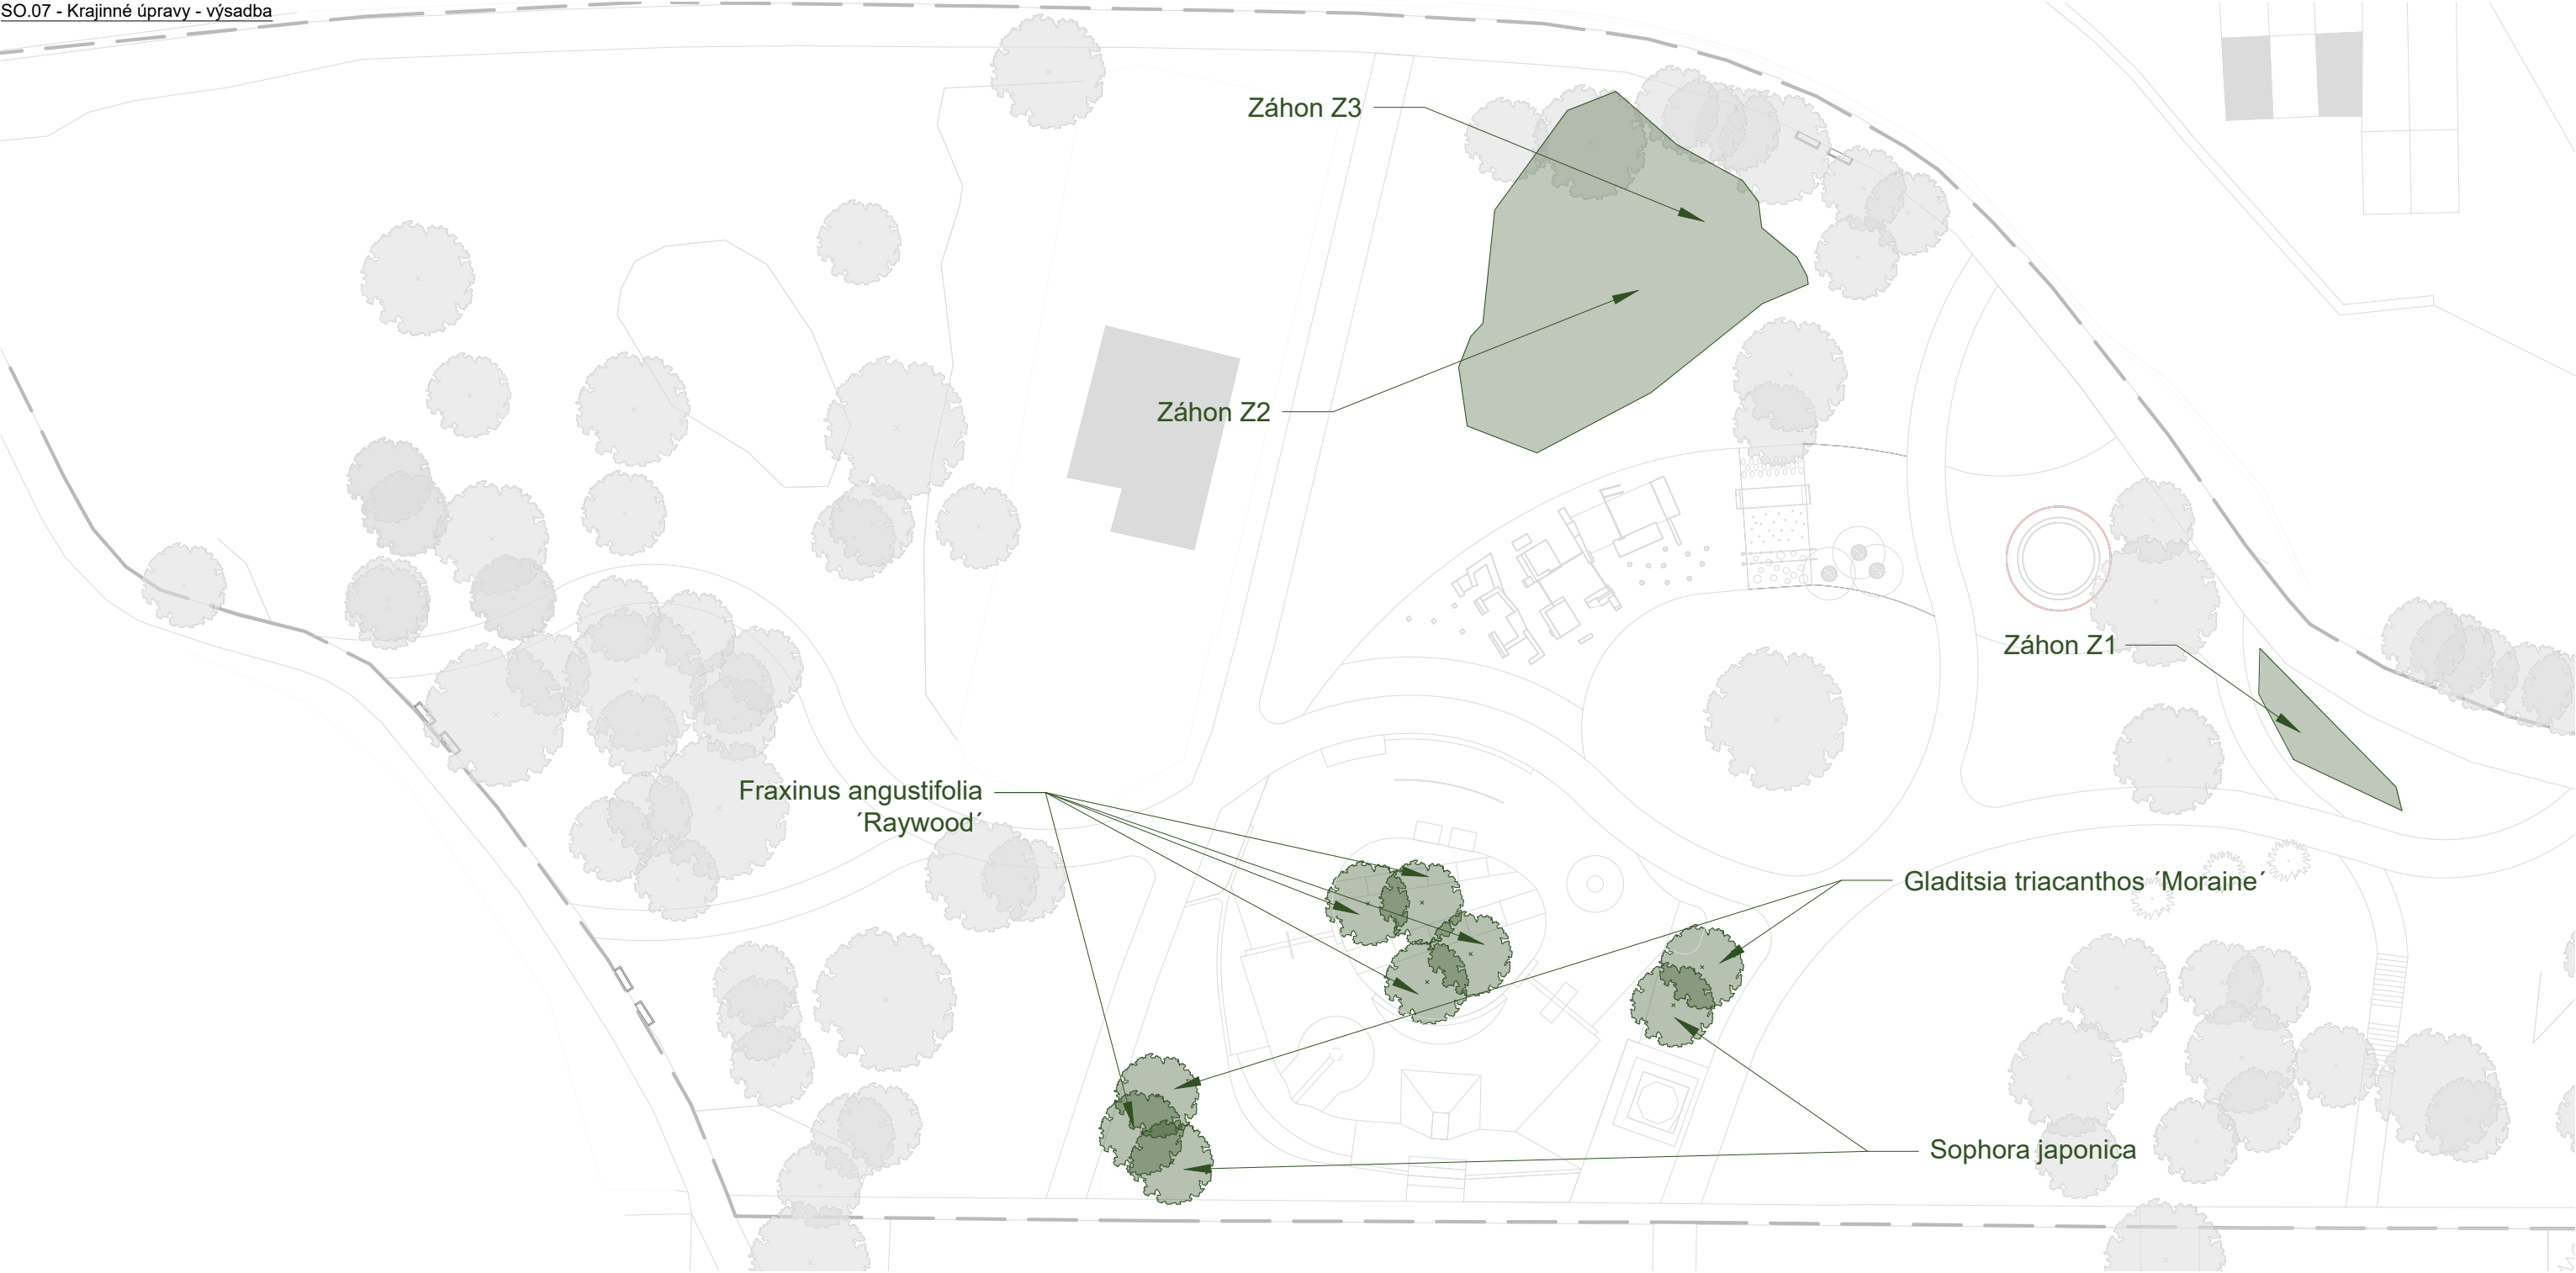 SO.07 - Krajinné úpravy - výsadba
Záhon Z3
Záhon Z2
Záhon Z1
Fraxinus angustifolia
´Raywood´
Gladitsia triacanthos ´Moraine´
Sophora japonica